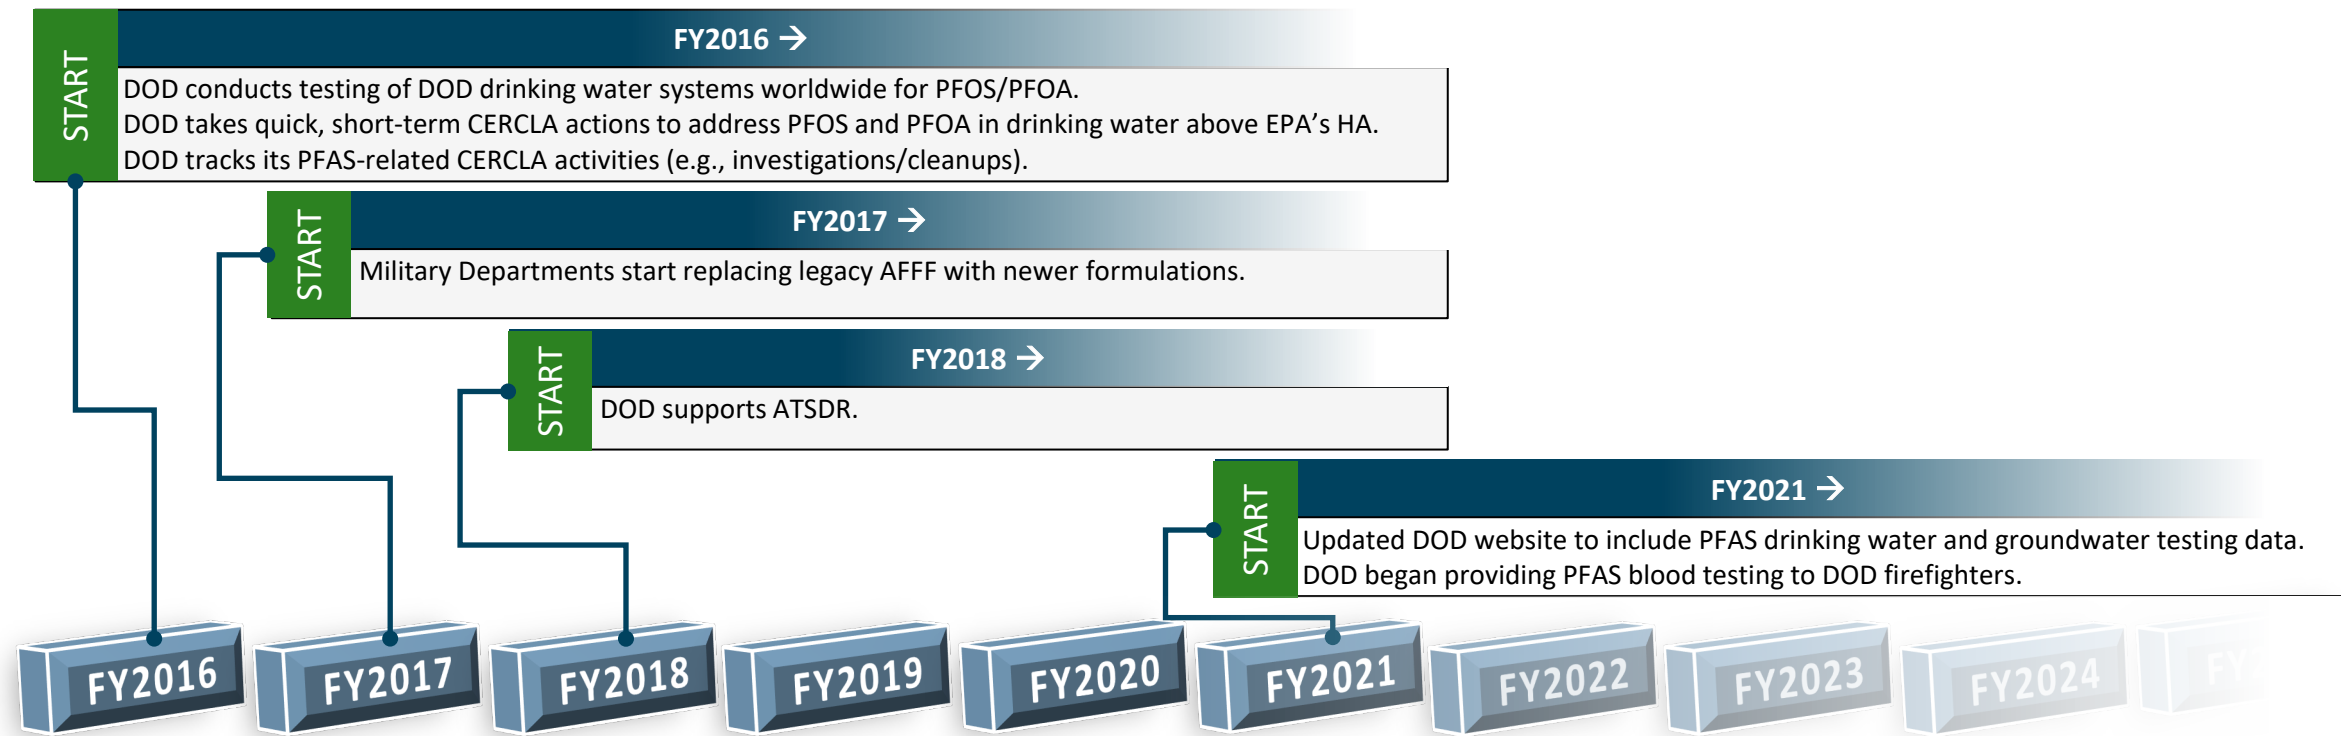 FY2016 →
START
DOD conducts testing of DOD drinking water systems worldwide for PFOS/PFOA.
DOD takes quick, short-term CERCLA actions to address PFOS and PFOA in drinking water above EPA’s HA.
DOD tracks its PFAS-related CERCLA activities (e.g., investigations/cleanups).
FY2017 →
START
Military Departments start replacing legacy AFFF with newer formulations.
FY2018 →
START
DOD supports ATSDR.
FY2021 →
START
Updated DOD website to include PFAS drinking water and groundwater testing data.
DOD began providing PFAS blood testing to DOD firefighters.
FY2016
FY2017
FY2018
FY2019
FY2020
FY2021
FY2022
FY2023
FY2024